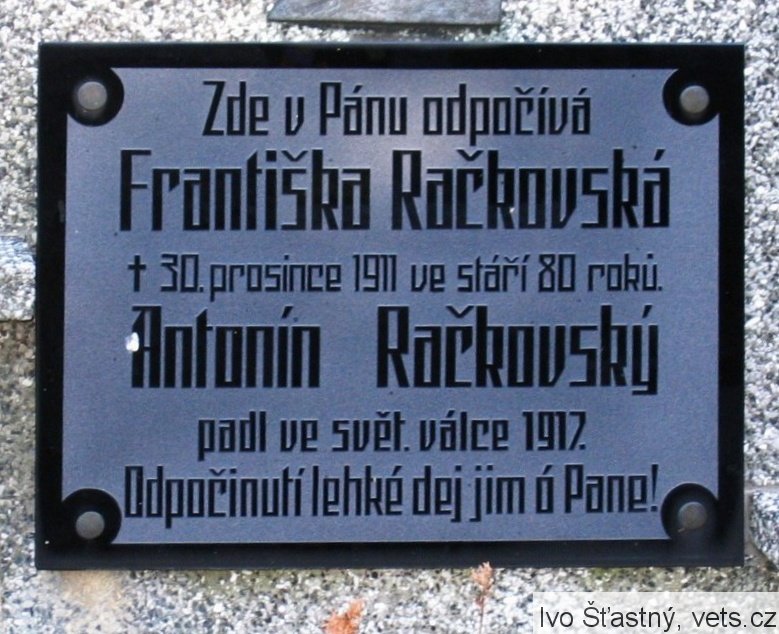 Zde v Pánu odpočívá
Františka Račkovská
† 30. prosince 1911 ve stáří 80 roků.
Antonín Račkovský
padl ve svět. válce 1917.
Odpočinutí lehké dej jim ó Pane!
Ivo Šťastný, vets.cz